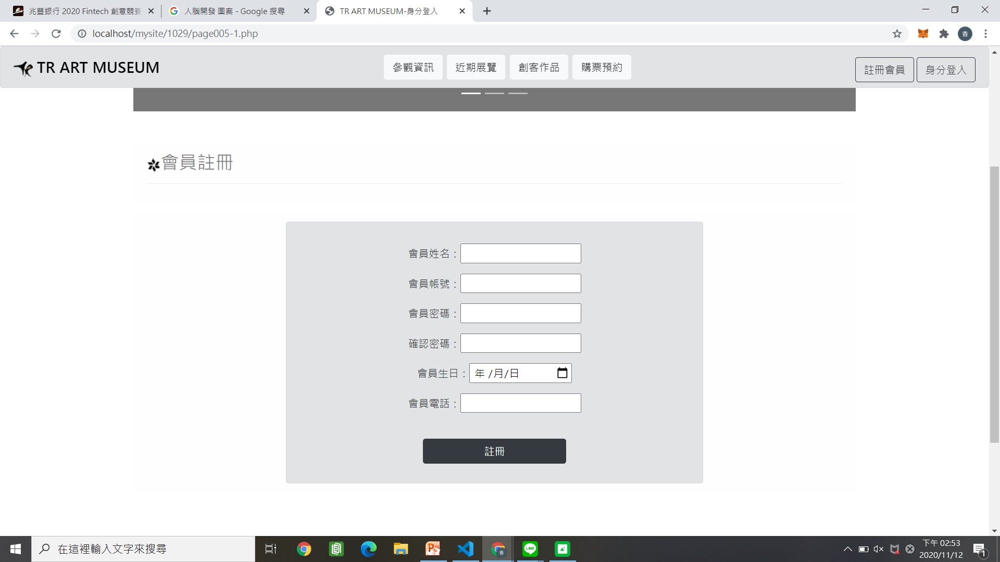 兆豐銀行 2020 Fintech 創意競賽
人腦開發 圖案 - Google 搜尋
TR ART MUSEUM-身分登入
localhost/mysite/1029/page005-1.php
香
TR ART MUSEUM
參觀資訊
近期展覽
創客作品
購票預約
註冊會員
身分登入
會員註冊
會員姓名：
會員帳號：
會員密碼：
確認密碼：
會員生日： 年 /月/日
會員電話：
註冊
在這裡輸入文字來搜尋
LINE
下午 02:53
2020/11/12
1